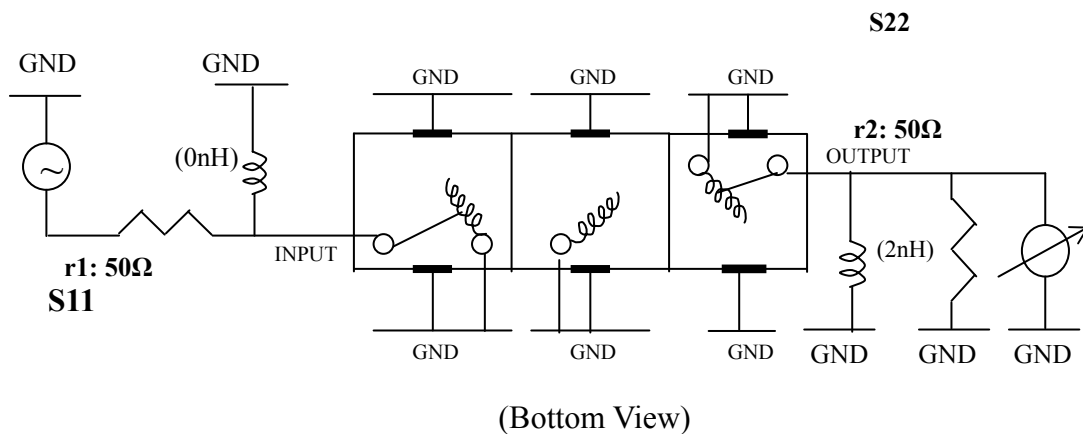 S22
GND
GND
GND
GND
GND
r2: 50Ω
(0nH)
OUTPUT
~
INPUT
r1: 50Ω
S11
(2nH)
GND
GND
GND
GND
GND
GND
(Bottom View)